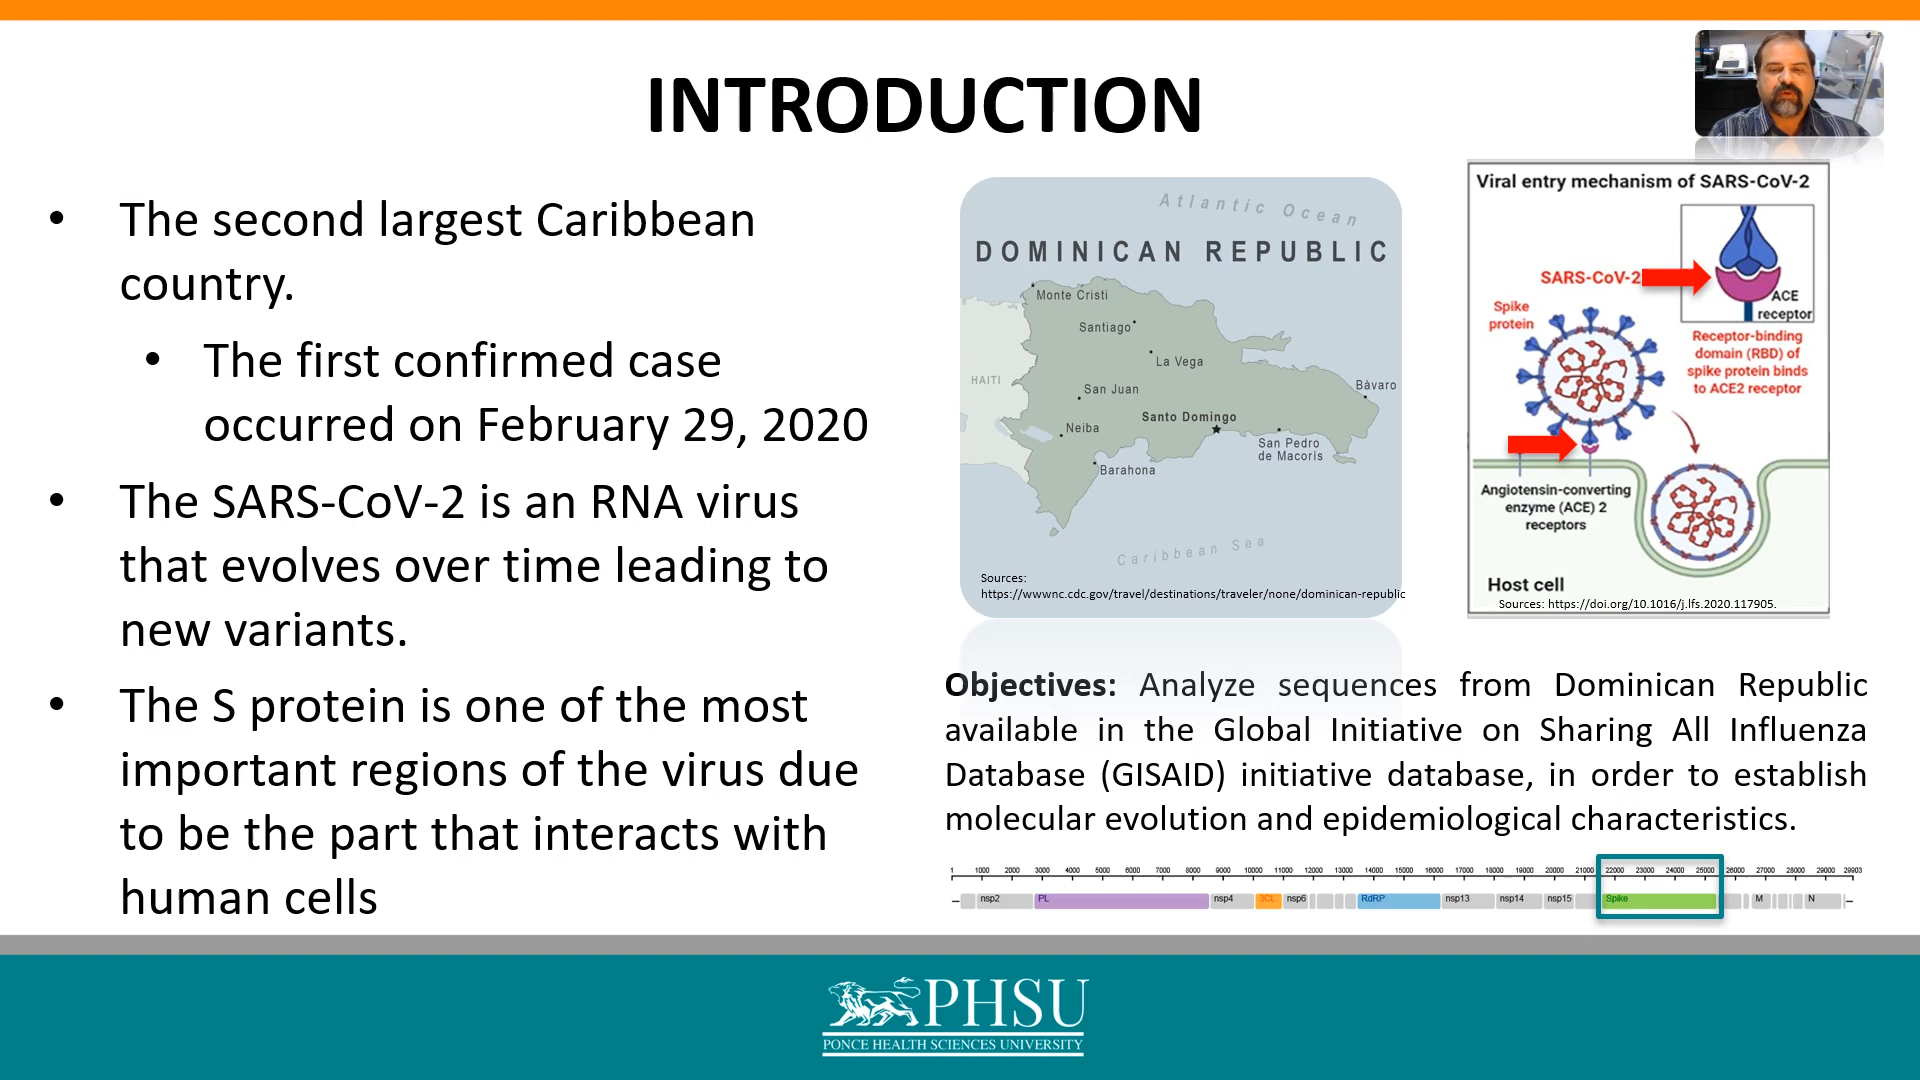 INTRODUCTION
• The second largest Caribbean
country.
• The first confirmed case
occurred on February 29, 2020
• The SARS-CoV-2 is an RNA virus
that evolves over time leading to
new variants.
• The S protein is one of the most
important regions of the virus due
to be the part that interacts with
human cells
Atlantic Ocean
DOMINICAN REPUBLIC
Monte Cristi
Santiago
La Vega
HAITI
San Juan
Bávaro
Santo Domingo
Neiba
San Pedro
de Macorís
Barahona
Caribbean Sea
Sources:
https://wwwnc.cdc.gov/travel/destinations/traveler/none/dominican-republic
Viral entry mechanism of SARS-CoV-2
SARS-CoV-2
ACE
receptor
Spike
protein
Receptor-binding
domain (RBD) of
spike protein binds
to ACE2 receptor
Angiotensin-converting
enzyme (ACE) 2
receptors
Host cell
Sources: https://doi.org/10.1016/j.lfs.2020.117905.
Objectives: Analyze sequences from Dominican Republic
available in the Global Initiative on Sharing All Influenza
Database (GISAID) initiative database, in order to establish
molecular evolution and epidemiological characteristics.
1 1000 2000 3000 4000 5000 6000 7000 8000 9000 10000 11000 12000 13000 14000 15000 16000 17000 18000 19000 20000 21000 22000 23000 24000 25000 26000 27000 28000 29000 29903
nsp2 PL nsp4 3CL nsp6 RdRP nsp13 nsp14 nsp15 Spike M N
PHSU
PONCE HEALTH SCIENCES UNIVERSITY